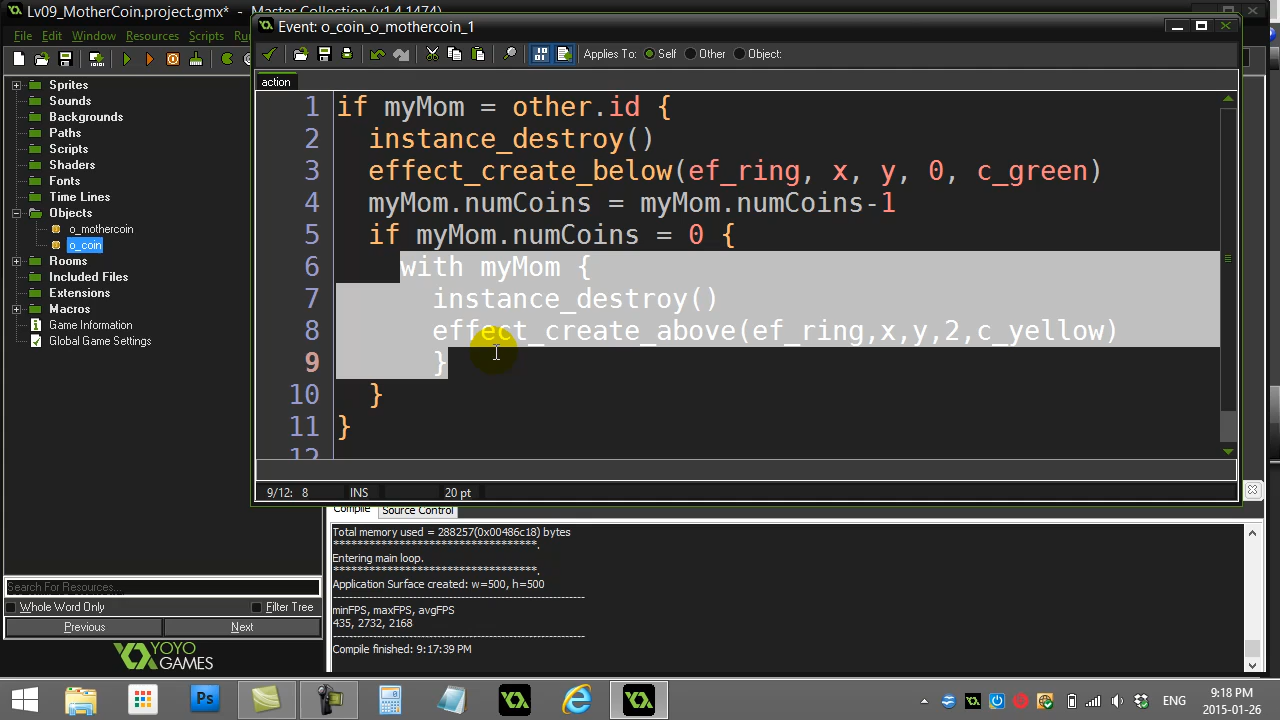 Lv09_MotherCoin.project.gmx* - Master Collection (v1.4.1474)
File Edit Window Resources Scripts
Event: o_coin_o_mothercoin_1
Applies To: Self Other Object:
action
1 if myMom = other.id {
2 instance_destroy()
3 effect_create_below(ef_ring, x, y, 0, c_green)
4 myMom.numCoins = myMom.numCoins-1
5 if myMom.numCoins = 0 {
6 with myMom {
7 instance_destroy()
8 effect_create_above(ef_ring,x,y,2,c_yellow)
9 }
10 }
11 }
12
9/12: 8 INS 20 pt
Sprites
Sounds
Backgrounds
Paths
Scripts
Shaders
Fonts
Time Lines
Objects
o_mothercoin
o_coin
Rooms
Included Files
Extensions
Macros
Game Information
Global Game Settings
Search For Resources...
Whole Word Only Filter Tree
Previous Next
YOYO
GAMES
Compile Source Control
Total memory used = 288257(0x00486c18) bytes
***********************************.
Entering main loop.
***********************************.
Application Surface created: w=500, h=500
---------------------------------------------
minFPS, maxFPS, avgFPS
435, 2732, 2168
---------------------------------------------
Compile finished: 9:17:39 PM
Ps
ENG
9:18 PM
2015-01-26